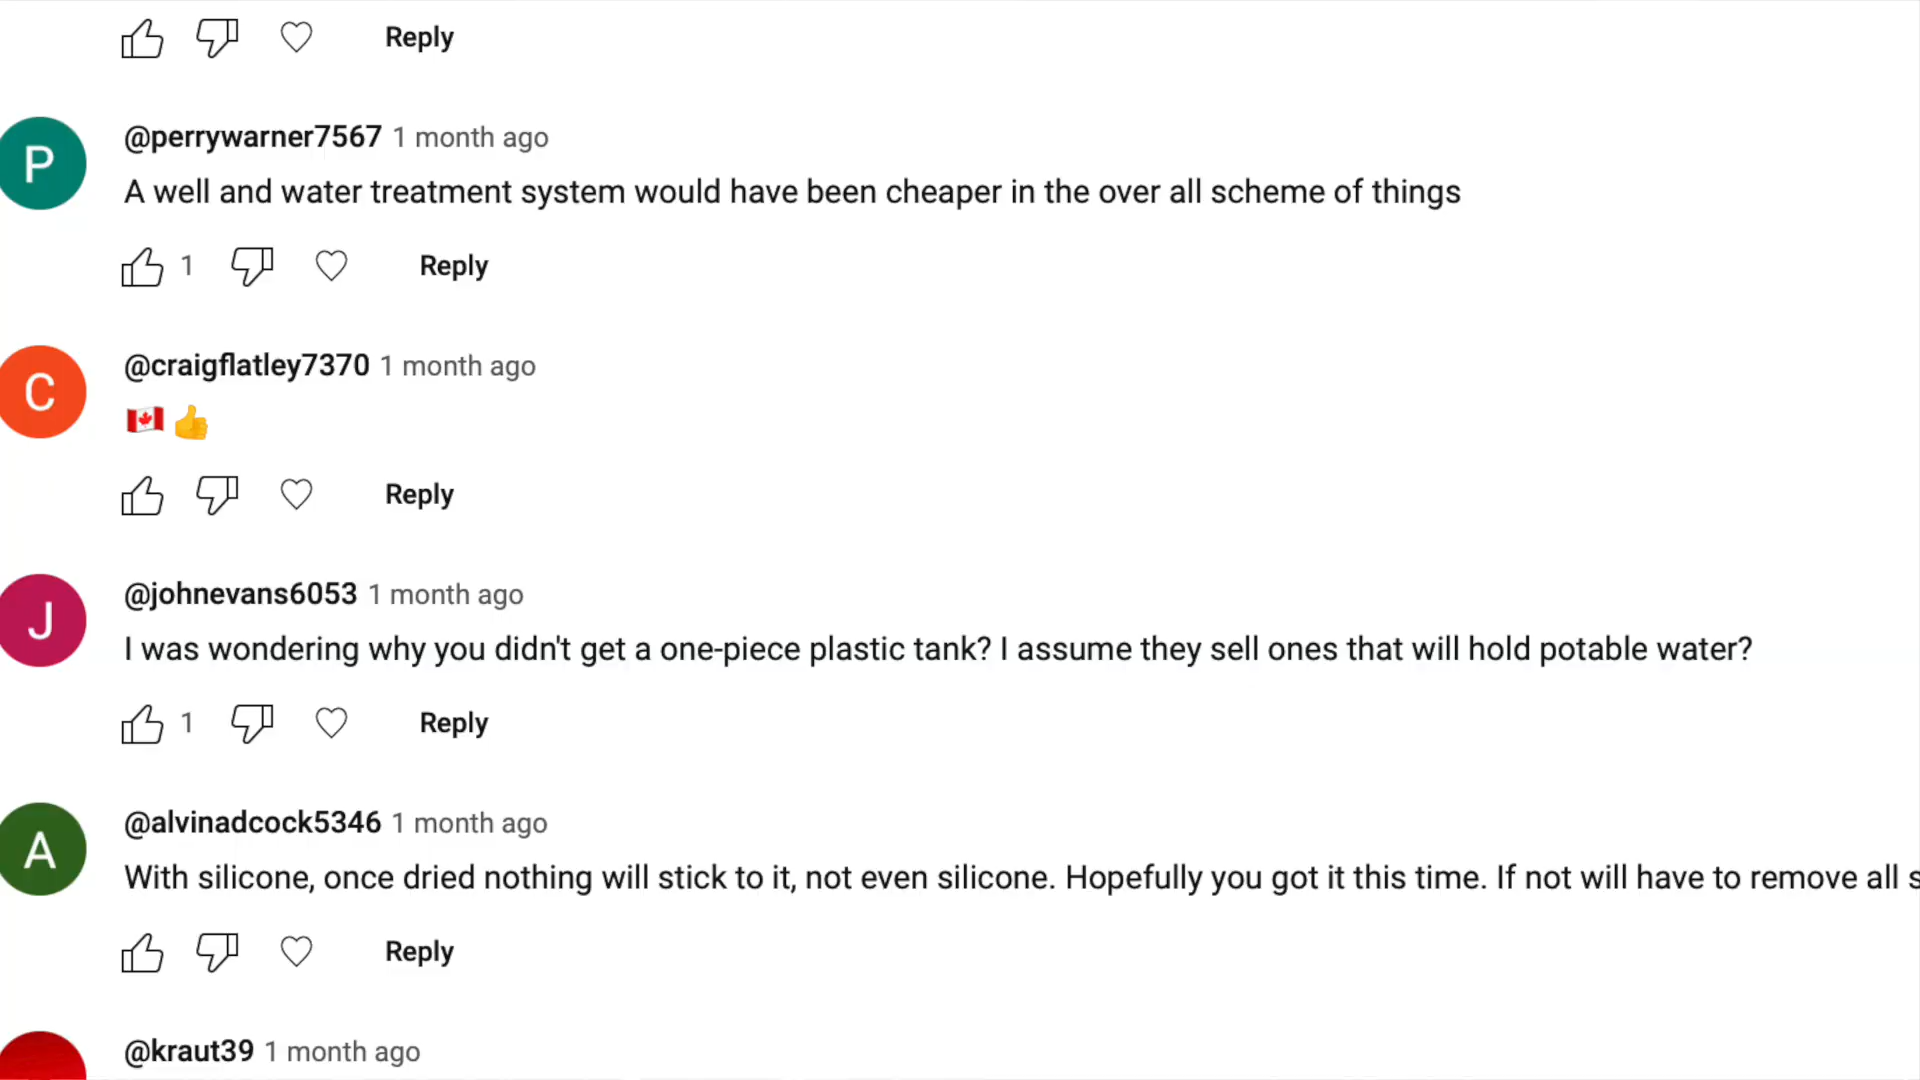 Reply
P
@perrywarner7567 1 month ago
A well and water treatment system would have been cheaper in the over all scheme of things
1 Reply
C
@craigflatley7370 1 month ago
🇨🇦 👍
Reply
J
@johnevans6053 1 month ago
I was wondering why you didn't get a one-piece plastic tank? I assume they sell ones that will hold potable water?
1 Reply
A
@alvinadcock5346 1 month ago
With silicone, once dried nothing will stick to it, not even silicone. Hopefully you got it this time. If not will have to remove all s
Reply
@kraut39 1 month ago